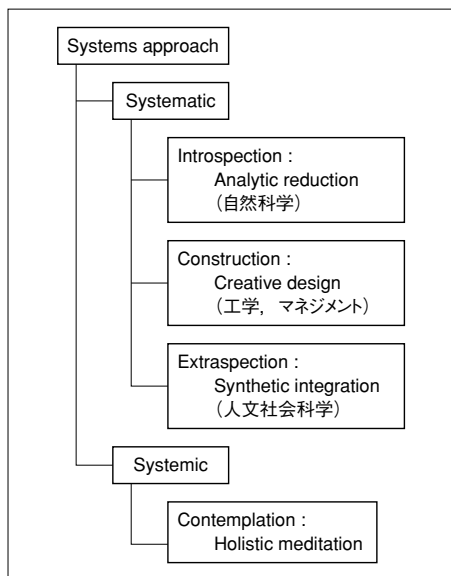 Systems approach
Systematic
Introspection :
Analytic reduction
(自然科学)
Construction :
Creative design
(工学, マネジメント)
Extraspection :
Synthetic integration
(人文社会科学)
Systemic
Contemplation :
Holistic meditation